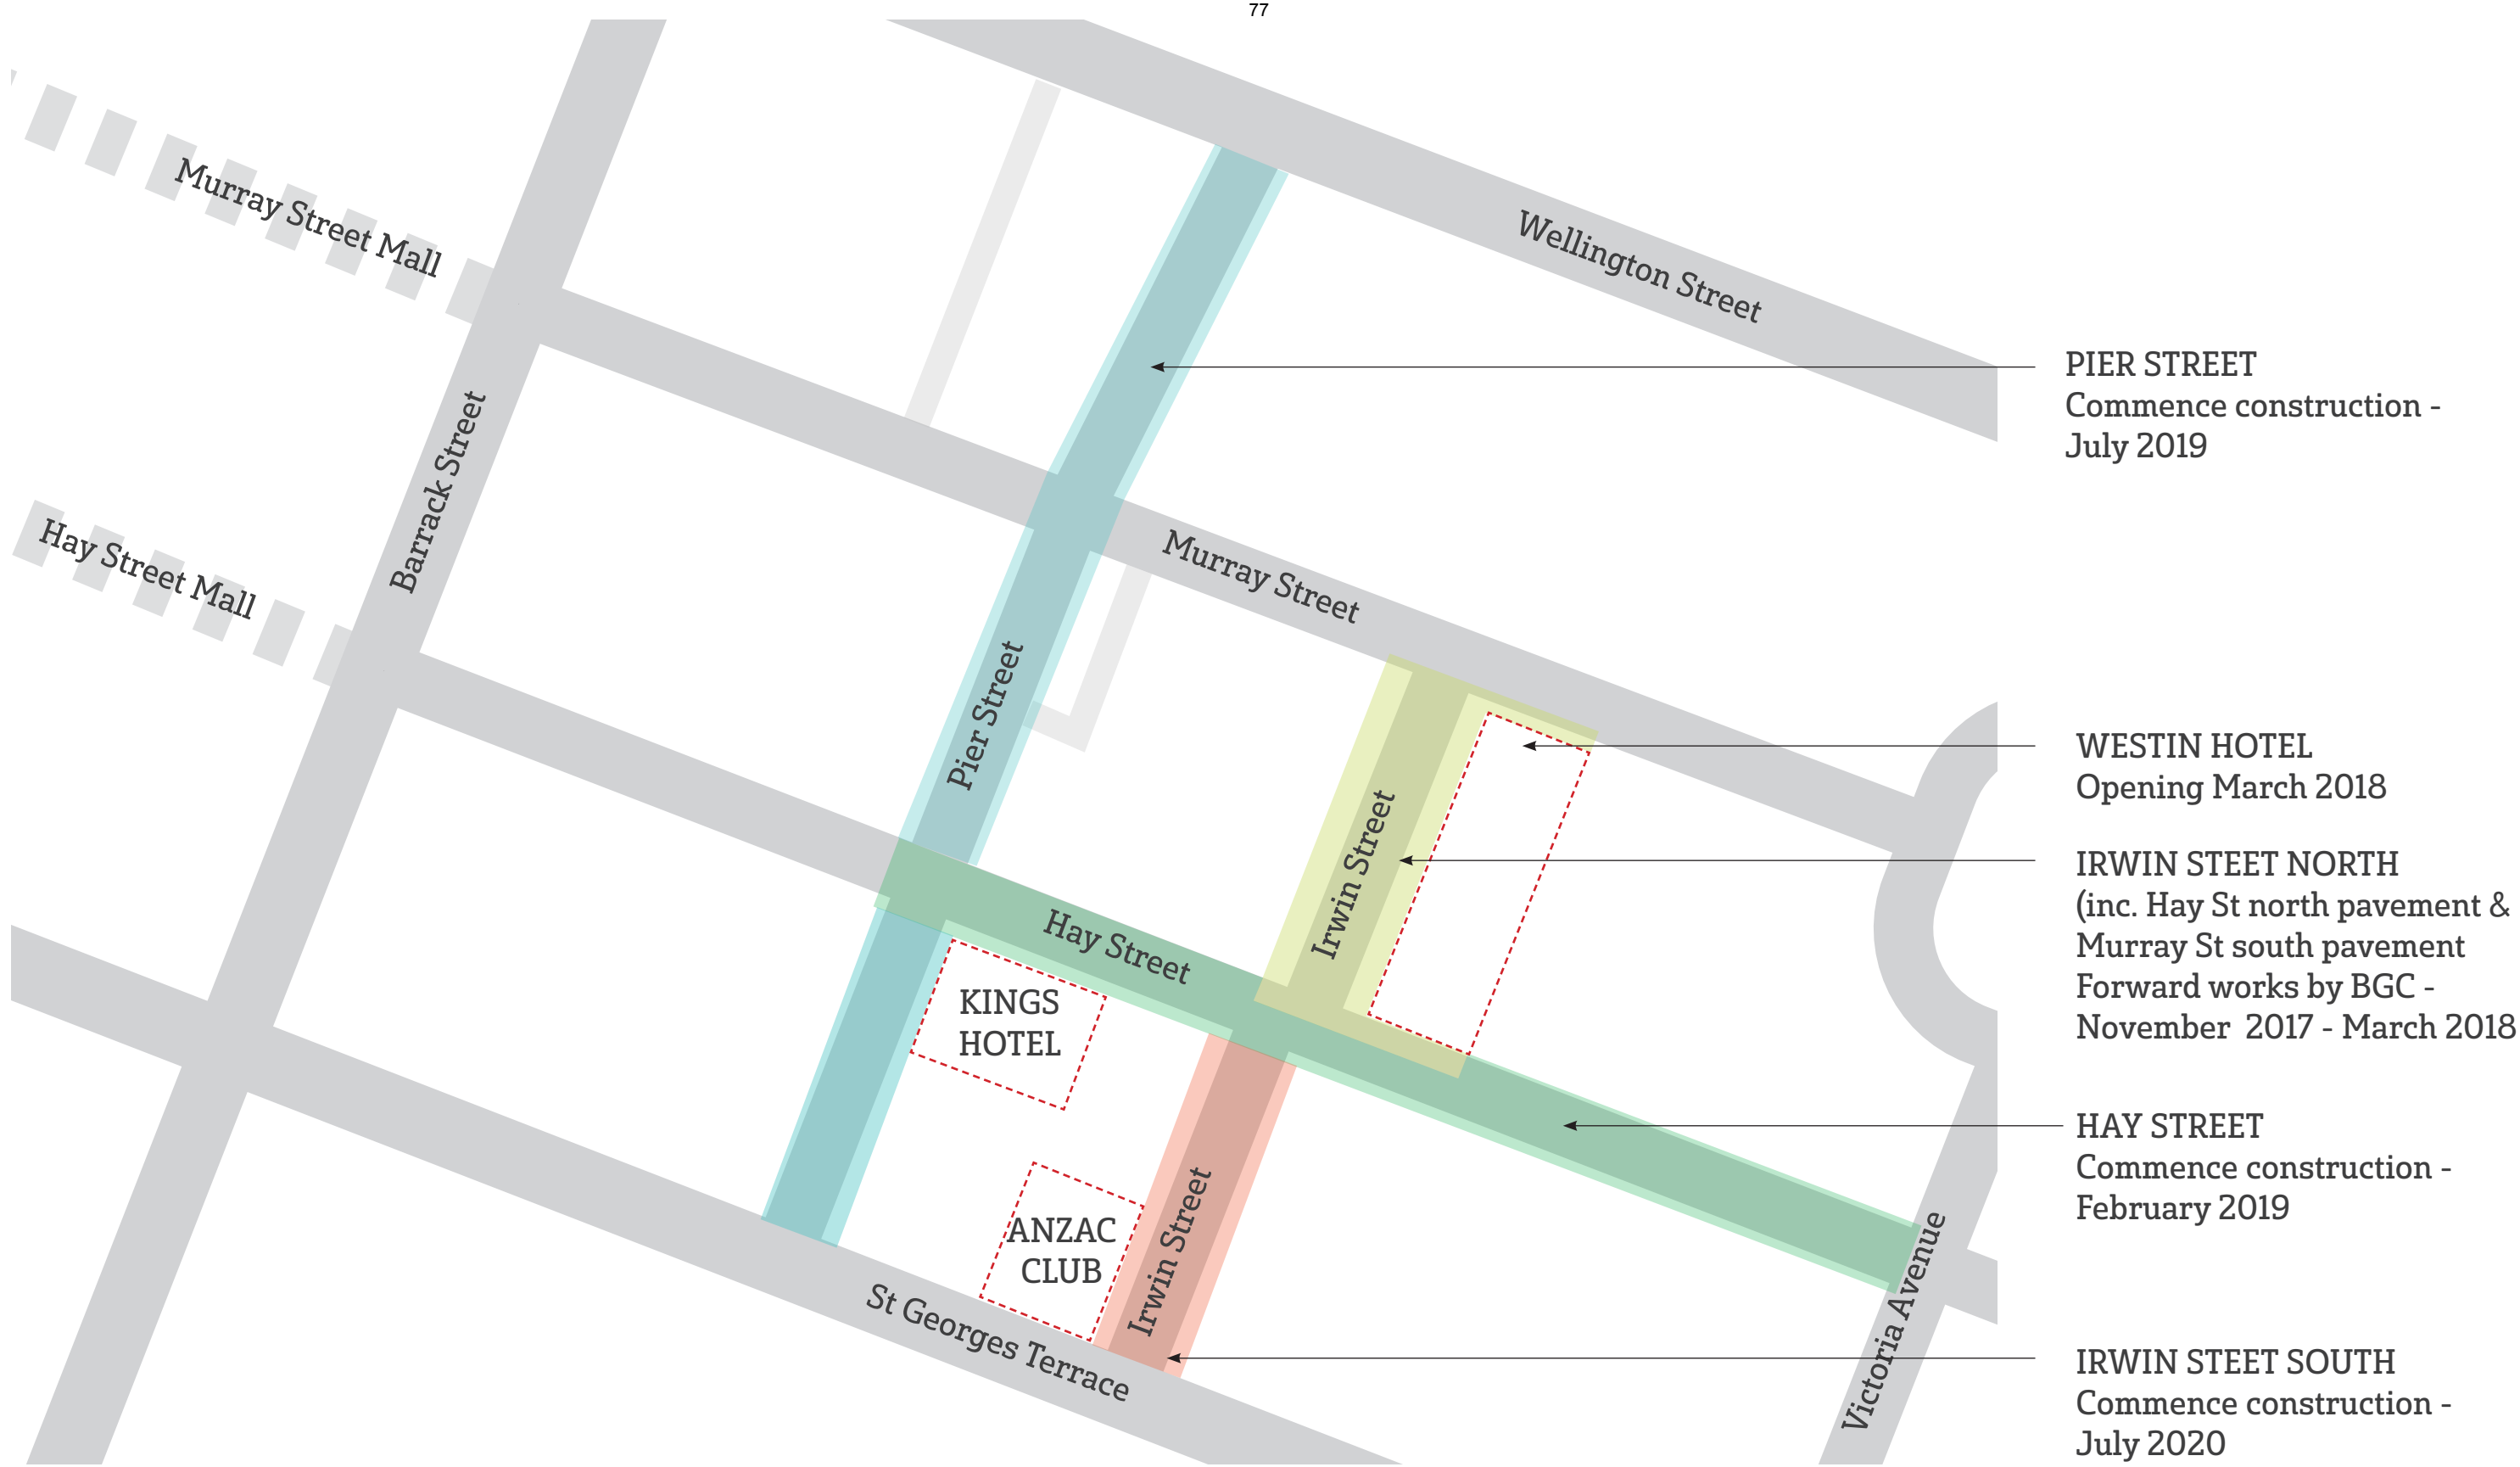 77
Murray Street Mall
Wellington Street
PIER STREET
Commence construction -
July 2019
Barrack Street
Hay Street Mall
Murray Street
Pier Street
WESTIN HOTEL
Opening March 2018
Irwin Street
IRWIN STEET NORTH
(inc. Hay St north pavement &
Murray St south pavement
Forward works by BGC -
November  2017 - March 2018
Hay Street
KINGS
HOTEL
HAY STREET
Commence construction -
February 2019
ANZAC
CLUB
Irwin Street
St Georges Terrace
Victoria Avenue
IRWIN STEET SOUTH
Commence construction -
July 2020